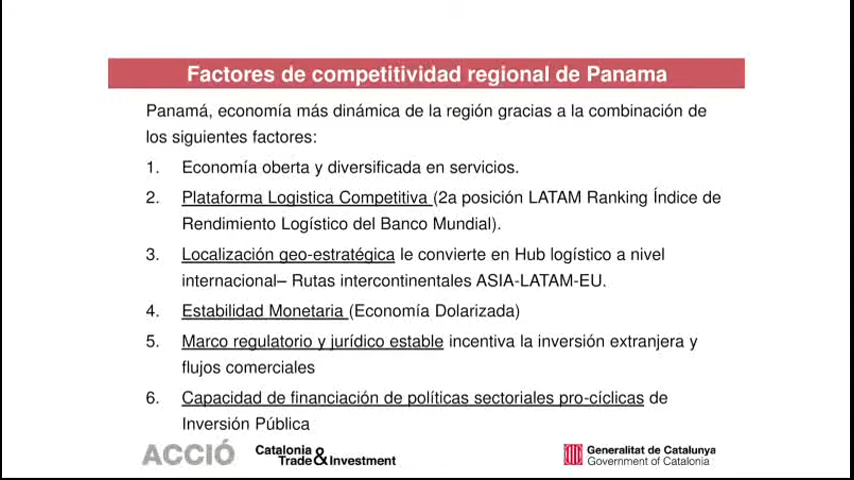 Factores de competitividad regional de Panama
Panamá, economía más dinámica de la región gracias a la combinación de
los siguientes factores:
1. Economía oberta y diversificada en servicios.
2. Plataforma Logistica Competitiva (2a posición LATAM Ranking Índice de
Rendimiento Logístico del Banco Mundial).
3. Localización geo-estratégica le convierte en Hub logístico a nivel
internacional– Rutas intercontinentales ASIA-LATAM-EU.
4. Estabilidad Monetaria (Economía Dolarizada)
5. Marco regulatorio y jurídico estable incentiva la inversión extranjera y
flujos comerciales
6. Capacidad de financiación de políticas sectoriales pro-cíclicas de
Inversión Pública
ACCIÓ
Catalonia
Trade & Investment
Generalitat de Catalunya
Government of Catalonia